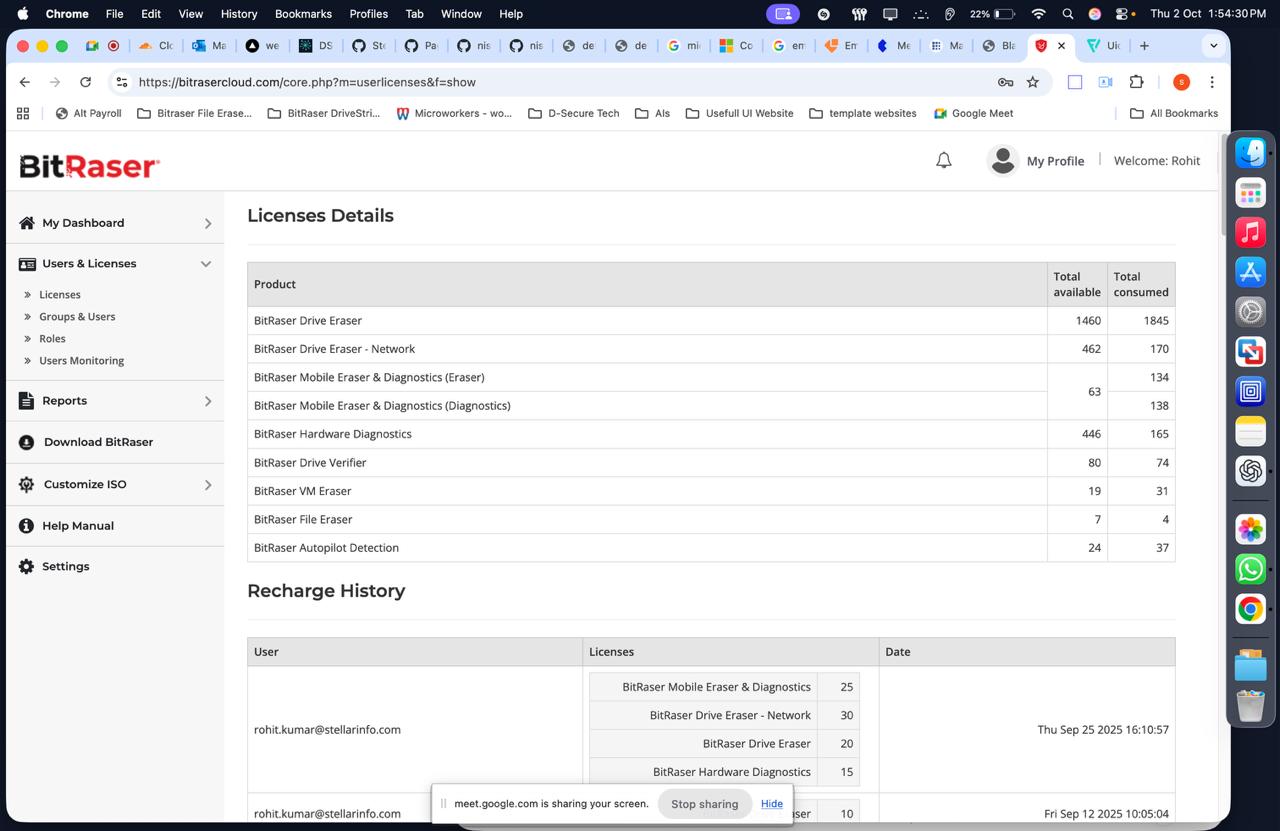 Chrome File Edit View History Bookmarks Profiles Tab Window Help 22% Thu 2 Oct 1:54:30 PM
Clo Ma we DS Ste Pa nis nis de de mic Co em Em Me Ma Bla Uic
https://bitrasercloud.com/core.php?m=userlicenses&f=show s
Alt Payroll Bitraser File Erase... BitRaser DriveStri... Microworkers - wo... D-Secure Tech AIs Usefull UI Website template websites Google Meet All Bookmarks
BitRaser My Profile Welcome: Rohit
My Dashboard
Users & Licenses
Licenses
Groups & Users
Roles
Users Monitoring
Reports
Download BitRaser
Customize ISO
Help Manual
Settings
Licenses Details
Product Total available Total consumed
BitRaser Drive Eraser 1460 1845
BitRaser Drive Eraser - Network 462 170
BitRaser Mobile Eraser & Diagnostics (Eraser) 63 134
BitRaser Mobile Eraser & Diagnostics (Diagnostics) 138
BitRaser Hardware Diagnostics 446 165
BitRaser Drive Verifier 80 74
BitRaser VM Eraser 19 31
BitRaser File Eraser 7 4
BitRaser Autopilot Detection 24 37
Recharge History
User Licenses Date
BitRaser Mobile Eraser & Diagnostics 25
BitRaser Drive Eraser - Network 30
rohit.kumar@stellarinfo.com Thu Sep 25 2025 16:10:57
BitRaser Drive Eraser 20
BitRaser Hardware Diagnostics 15
rohit.kumar@stellarinfo.com aser 10 Fri Sep 12 2025 10:05:04
meet.google.com is sharing your screen. Stop sharing Hide